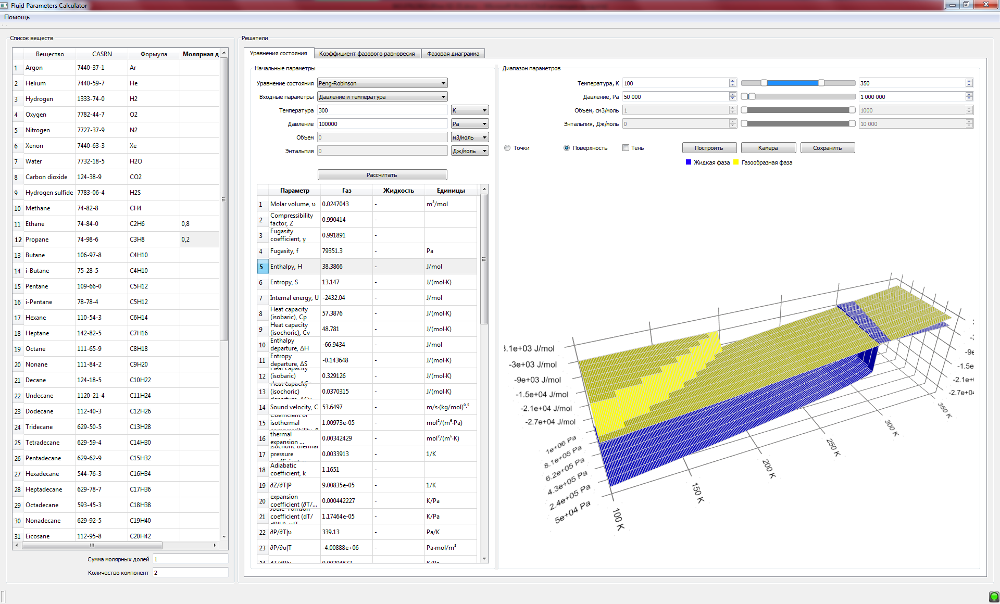 Fluid Parameters Calculator
Помощь
Список веществ
Вещество CASRN Формула Молярная д
1 Argon 7440-37-1 Ar
2 Helium 7440-59-7 He
3 Hydrogen 1333-74-0 H2
4 Oxygen 7782-44-7 O2
5 Nitrogen 7727-37-9 N2
6 Xenon 7440-63-3 Xe
7 Water 7732-18-5 H2O
8 Carbon dioxide 124-38-9 CO2
9 Hydrogen sulfide 7783-06-4 H2S
10 Methane 74-82-8 CH4
11 Ethane 74-84-0 C2H6 0,8
12 Propane 74-98-6 C3H8 0,2
13 Butane 106-97-8 C4H10
14 i-Butane 75-28-5 C4H10
15 Pentane 109-66-0 C5H12
16 i-Pentane 78-78-4 C5H12
17 Hexane 110-54-3 C6H14
18 Heptane 142-82-5 C7H16
19 Octane 111-65-9 C8H18
20 Nonane 111-84-2 C9H20
21 Decane 124-18-5 C10H22
22 Undecane 1120-21-4 C11H24
23 Dodecane 112-40-3 C12H26
24 Tridecane 629-50-5 C13H28
25 Tetradecane 629-59-4 C14H30
26 Pentadecane 629-62-9 C15H32
27 Hexadecane 544-76-3 C16H34
28 Heptadecane 629-78-7 C17H36
29 Octadecane 593-45-3 C18H38
30 Nonadecane 629-92-5 C19H40
31 Eicosane 112-95-8 C20H42
Сумма молярных долей 1
Количество компонент 2
Решатели
Уравнения состояния Коэффициент фазового равновесия Фазовая диаграмма
Начальные параметры
Уравнение состояния Peng-Robinson
Входные параметры Давление и температура
Температура 300 K
Давление 100000 Pa
Объем 0 м3/моль
Энтальпия 0 Дж/моль
Рассчитать
Параметр Газ Жидкость Единицы
1 Molar volume, υ 0.0247043 - m³/mol
2 Compressibility factor, Z 0.990414 -
3 Fugasity coefficient, γ 0.991891 -
4 Fugasity, f 79351.3 - Pa
5 Enthalpy, H 38.3866 - J/mol
6 Entropy, S 13.147 - J/(mol·K)
7 Internal energy, U -2432.04 - J/mol
8 Heat capacity (isobaric), Cp 57.3876 - J/(mol·K)
9 Heat capacity (isochoric), Cv 48.781 - J/(mol·K)
10 Enthalpy departure, ΔH -66.9434 - J/mol
11 Entropy departure, ΔS -0.143648 - J/(mol·K)
12 Heat capacity (isobaric) 0.329126 - J/(mol·K)
13 Heat capacity (isochoric) 0.0370315 - J/(mol·K)
14 Sound velocity, C 53.6497 - m/s·(kg/mol)⁰·⁵
15 Coefficient of isothermal 1.00973e-05 - mol²/(m⁶·Pa)
16 thermal expansion ... 0.00342429 - mol²/(m⁶·K)
17 Isochoric thermal pressure 0.0033913 - 1/K
18 Adiabatic coefficient, k 1.1651 -
19 ∂Z/∂T|P 9.00835e-05 - 1/K
20 expansion coefficient (∂T/... 0.000442227 - K/Pa
21 coefficient (dT/ 1.17464e-05 - K/Pa
22 ∂P/∂T|υ 339.13 - Pa/K
23 ∂P/∂υ|T -4.00888e+06 - Pa·mol/m³
Диапазон параметров
Температура, K 100 350
Давление, Pa 50 000 1 000 000
Объем, см3/моль 1 1000
Энтальпия, Дж/моль 0 10 000
Точки Поверхность Тень Построить Камера Сохранить
Жидкая фаза Газообразная фаза
3.1e+03 J/mol
-3e+03 J/mol
-9e+03 J/mol
-1.5e+04 J/mol
-2.1e+04 J/mol
-2.7e+04 J/mol
1e+06 Pa
8.1e+05 Pa
6.2e+05 Pa
4.3e+05 Pa
2.4e+05 Pa
5e+04 Pa
100 K
150 K
200 K
250 K
300 K
350 K
-9e
-1.5e
-2.1e+
-2.7e+04